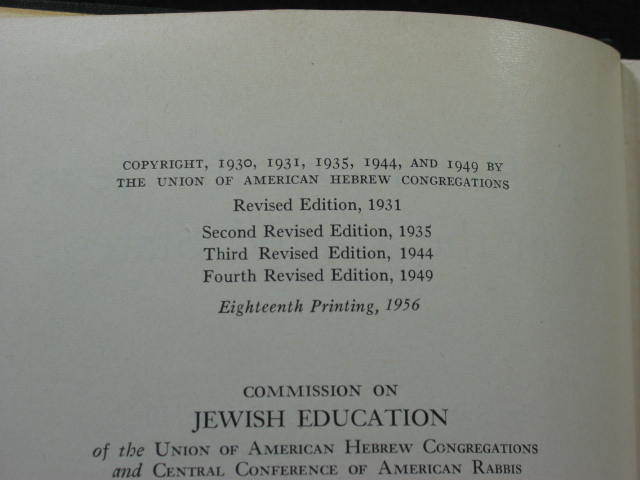 COPYRIGHT, 1930, 1931, 1935, 1944, AND 1949 BY
THE UNION OF AMERICAN HEBREW CONGREGATIONS
Revised Edition, 1931
Second Revised Edition, 1935
Third Revised Edition, 1944
Fourth Revised Edition, 1949
Eighteenth Printing, 1956
COMMISSION ON
JEWISH EDUCATION
of the UNION OF AMERICAN HEBREW CONGREGATIONS
and CENTRAL CONFERENCE OF AMERICAN RABBIS